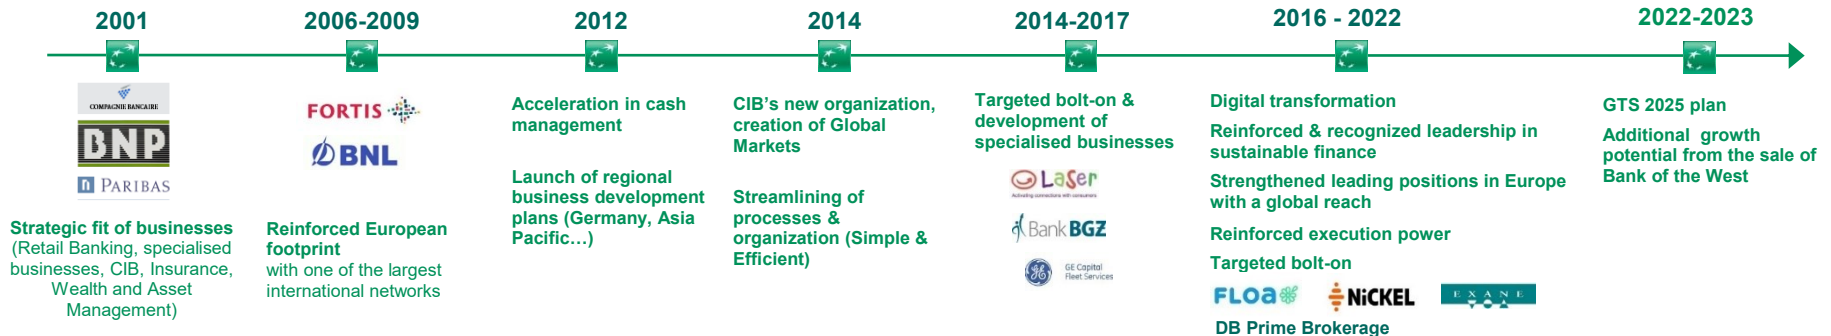 2001
2006-2009
2012
2014
2014-2017
2016 - 2022
2022-2023
COMPAGNIE BANCAIRE
BNP
PARIBAS
Strategic fit of businesses
(Retail Banking, specialised
businesses, CIB, Insurance,
Wealth and Asset
Management)
FORTIS
BNL
Reinforced European
footprint
with one of the largest
international networks
Acceleration in cash
management
Launch of regional
business development
plans (Germany, Asia
Pacific…)
CIB's new organization,
creation of Global
Markets
Streamlining of
processes &
organization (Simple &
Efficient)
Targeted bolt-on &
development of
specialised businesses
LaSer
Activating connections with consumers
Bank BGŻ
GE Capital
Fleet Services
Digital transformation
Reinforced & recognized leadership in
sustainable finance
Strengthened leading positions in Europe
with a global reach
Reinforced execution power
Targeted bolt-on
FLOa
NiCKEL
EXANE
DB Prime Brokerage
GTS 2025 plan
Additional growth
potential from the sale of
Bank of the West